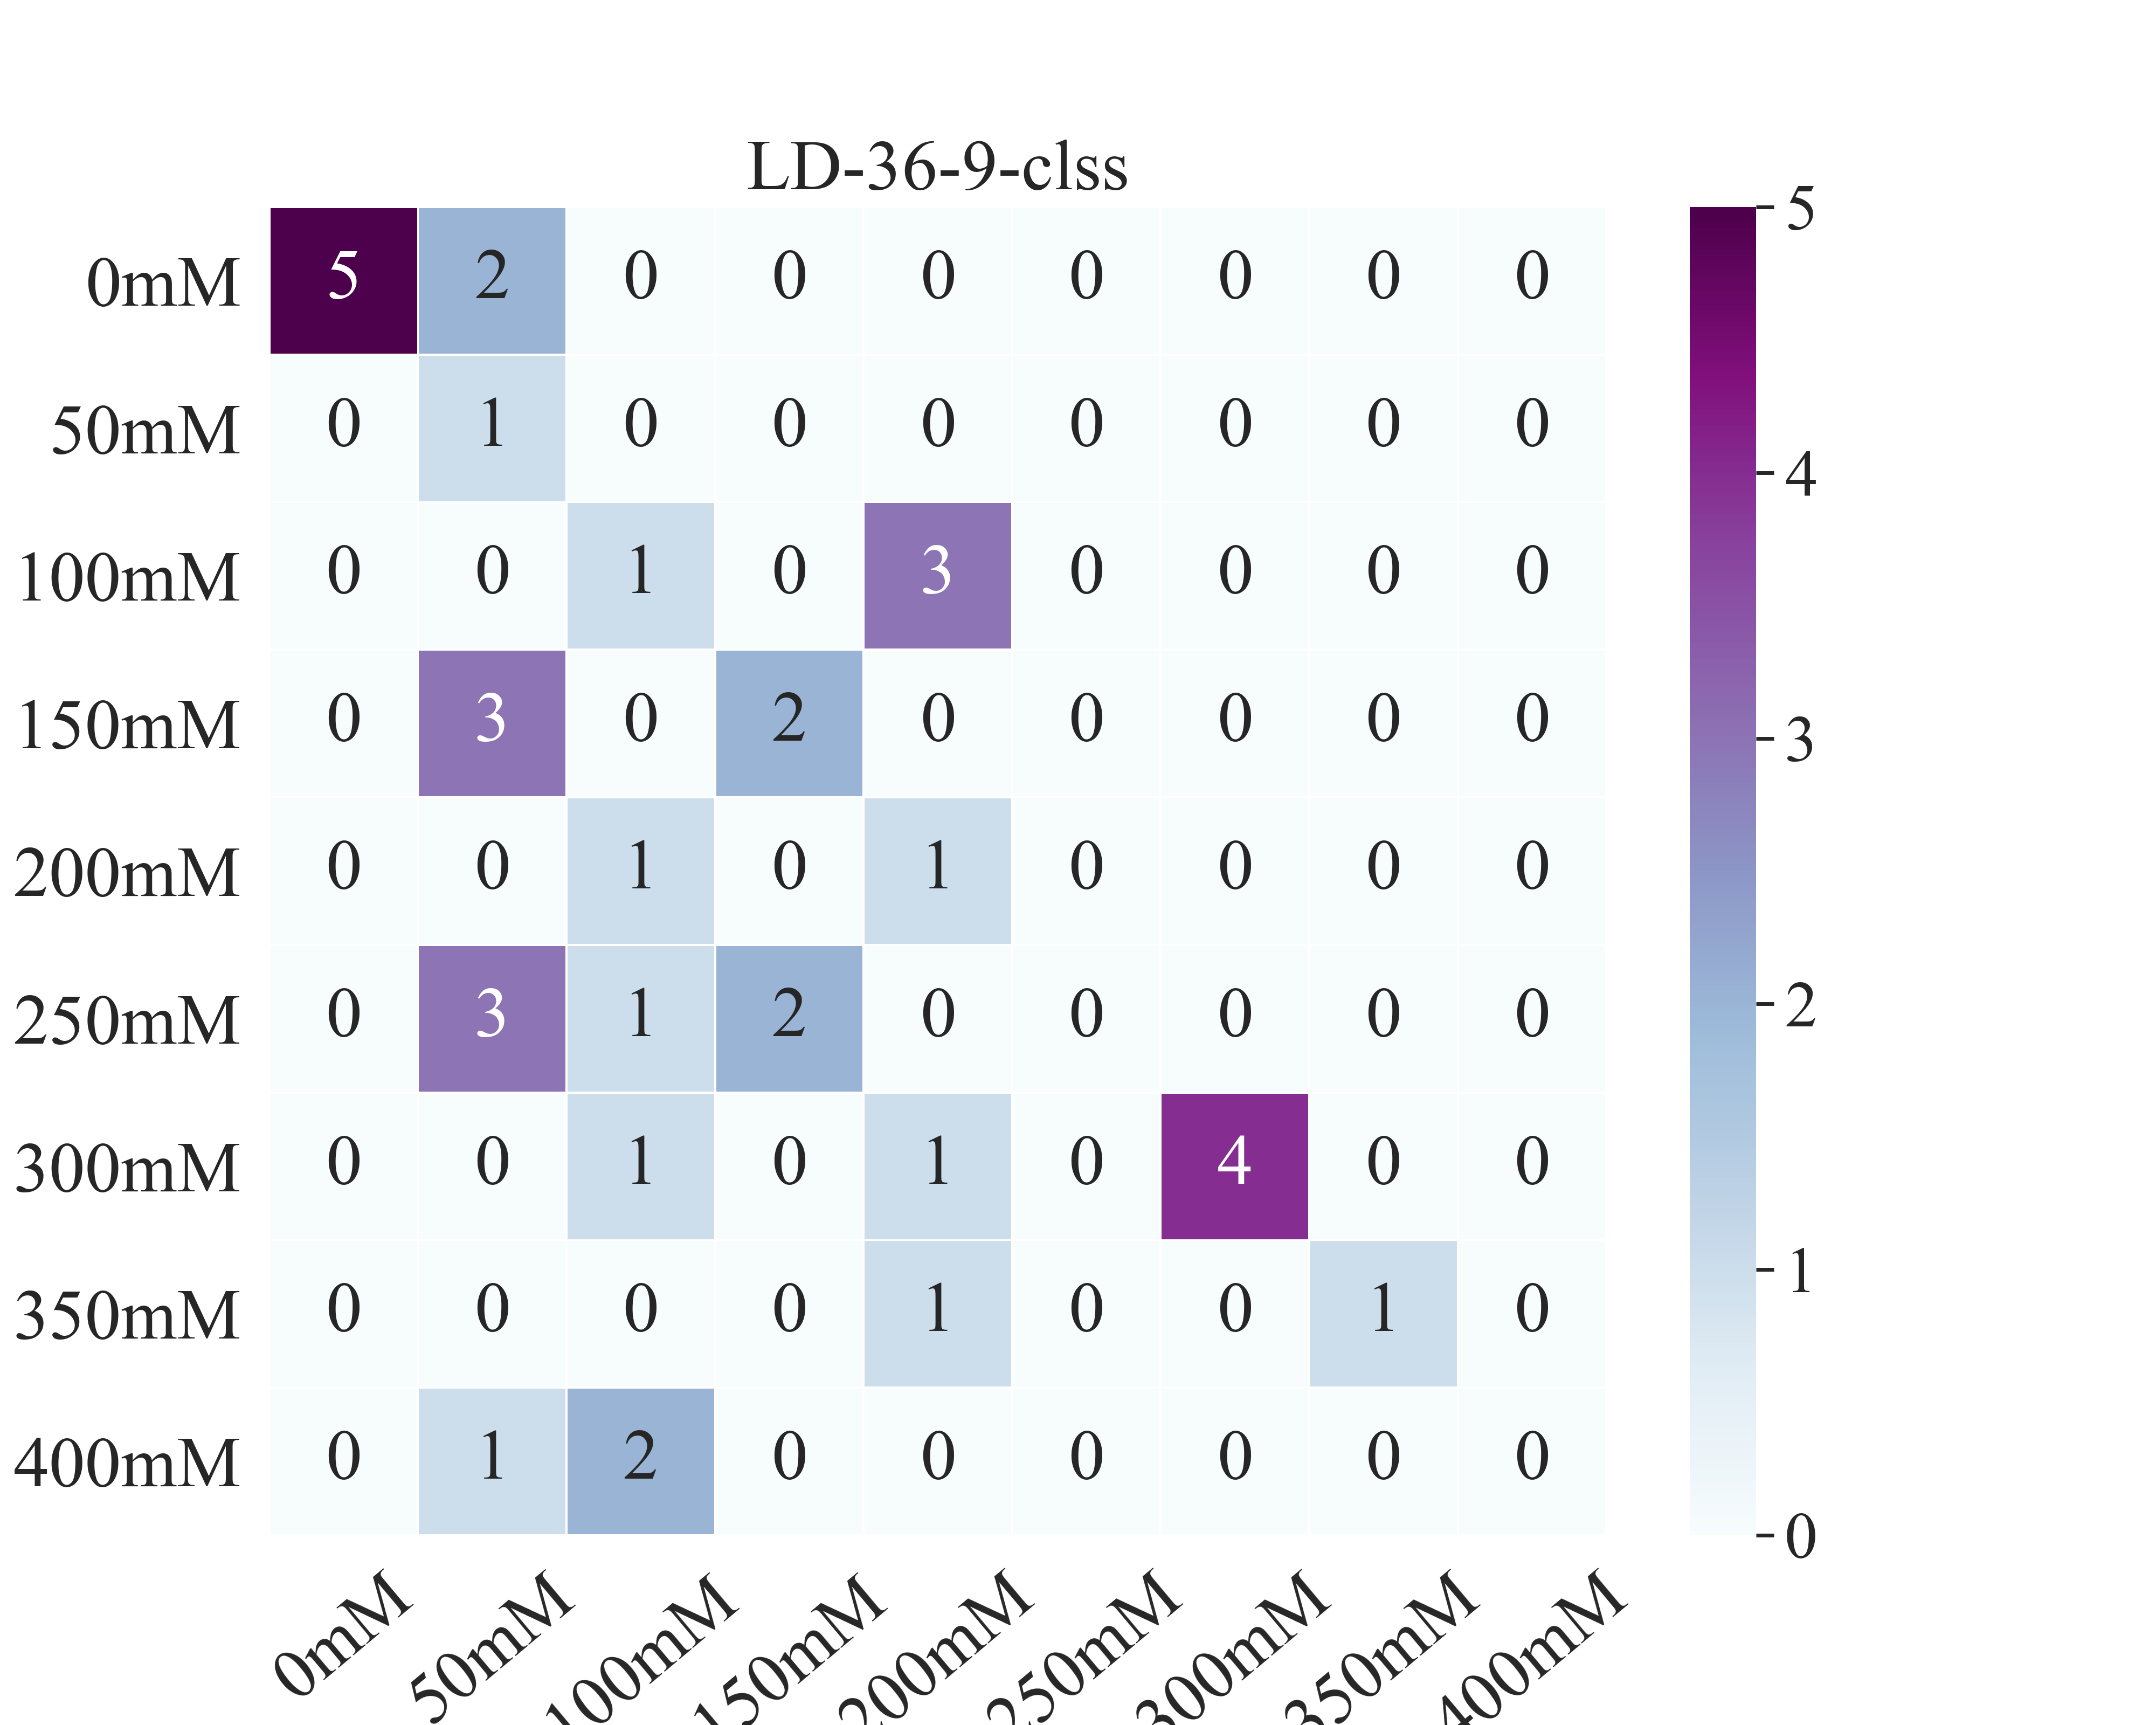 LD-36-9-clss
0mM 5 2 0 0 0 0 0 0 0
50mM 0 1 0 0 0 0 0 0 0
100mM 0 0 1 0 3 0 0 0 0
150mM 0 3 0 2 0 0 0 0 0
200mM 0 0 1 0 1 0 0 0 0
250mM 0 3 1 2 0 0 0 0 0
300mM 0 0 1 0 1 0 4 0 0
350mM 0 0 0 0 1 0 0 1 0
400mM 0 1 2 0 0 0 0 0 0
0mM 50mM 100mM 150mM 200mM 250mM 300mM 350mM 400mM
5
4
3
2
1
0